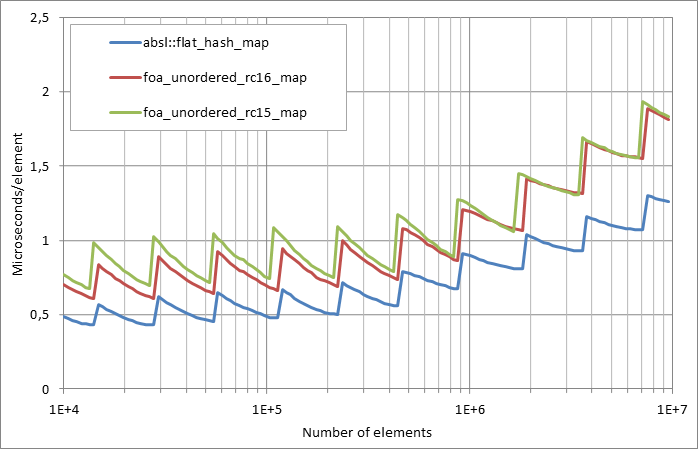 2,5
absl::flat_hash_map
foa_unordered_rc16_map
foa_unordered_rc15_map
2
1,5
1
0,5
0
Microseconds/element
1E+4
1E+5
1E+6
1E+7
Number of elements